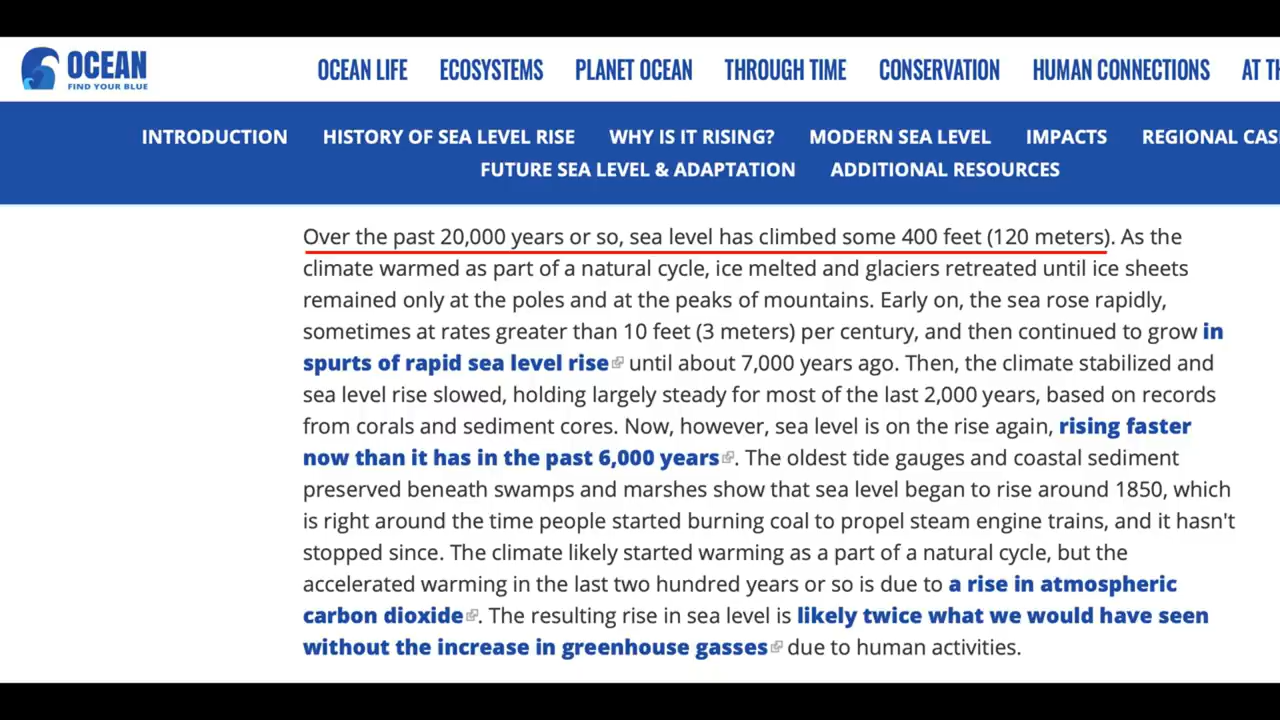 OCEAN
FIND YOUR BLUE
OCEAN LIFE ECOSYSTEMS PLANET OCEAN THROUGH TIME CONSERVATION HUMAN CONNECTIONS AT TH
INTRODUCTION HISTORY OF SEA LEVEL RISE WHY IS IT RISING? MODERN SEA LEVEL IMPACTS REGIONAL CAS
FUTURE SEA LEVEL & ADAPTATION ADDITIONAL RESOURCES
Over the past 20,000 years or so, sea level has climbed some 400 feet (120 meters). As the
climate warmed as part of a natural cycle, ice melted and glaciers retreated until ice sheets
remained only at the poles and at the peaks of mountains. Early on, the sea rose rapidly,
sometimes at rates greater than 10 feet (3 meters) per century, and then continued to grow in
spurts of rapid sea level rise until about 7,000 years ago. Then, the climate stabilized and
sea level rise slowed, holding largely steady for most of the last 2,000 years, based on records
from corals and sediment cores. Now, however, sea level is on the rise again, rising faster
now than it has in the past 6,000 years. The oldest tide gauges and coastal sediment
preserved beneath swamps and marshes show that sea level began to rise around 1850, which
is right around the time people started burning coal to propel steam engine trains, and it hasn't
stopped since. The climate likely started warming as a part of a natural cycle, but the
accelerated warming in the last two hundred years or so is due to a rise in atmospheric
carbon dioxide. The resulting rise in sea level is likely twice what we would have seen
without the increase in greenhouse gasses due to human activities.